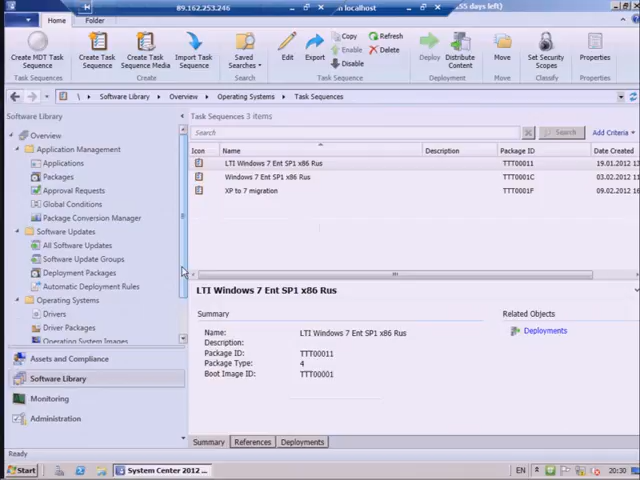 89.162.253.246
n localhost
55 days left)
Home
Folder
Create MDT Task
Sequence
Create Task
Sequence
Create Task
Sequence Media
Import Task
Sequence
Saved
Searches
Edit
Export
Copy
Refresh
Enable
Delete
Disable
Deploy
Distribute
Content
Move
Set Security
Scopes
Properties
Task Sequences
Create
Search
Task Sequence
Deployment
Move
Classify
Properties
\ Software Library Overview Operating Systems Task Sequences
Software Library
Overview
Application Management
Applications
Packages
Approval Requests
Global Conditions
Package Conversion Manager
Software Updates
All Software Updates
Software Update Groups
Deployment Packages
Automatic Deployment Rules
Operating Systems
Drivers
Driver Packages
Operating System Images
Assets and Compliance
Software Library
Monitoring
Administration
Task Sequences 3 items
Search
Search
Add Criteria
Icon Name Description Package ID Date Created
LTI Windows 7 Ent SP1 x86 Rus TTT00011 19.01.2012 13
Windows 7 Ent SP1 x86 Rus TTT0001C 03.02.2012 10
XP to 7 migration TTT0001F 09.02.2012 16
LTI Windows 7 Ent SP1 x86 Rus
Summary
Related Objects
Name: LTI Windows 7 Ent SP1 x86 Rus
Deployments
Description:
Package ID: TTT00011
Package Type: 4
Boot Image ID: TTT00001
Summary References Deployments
Ready
Start
System Center 2012 ...
EN
20:30